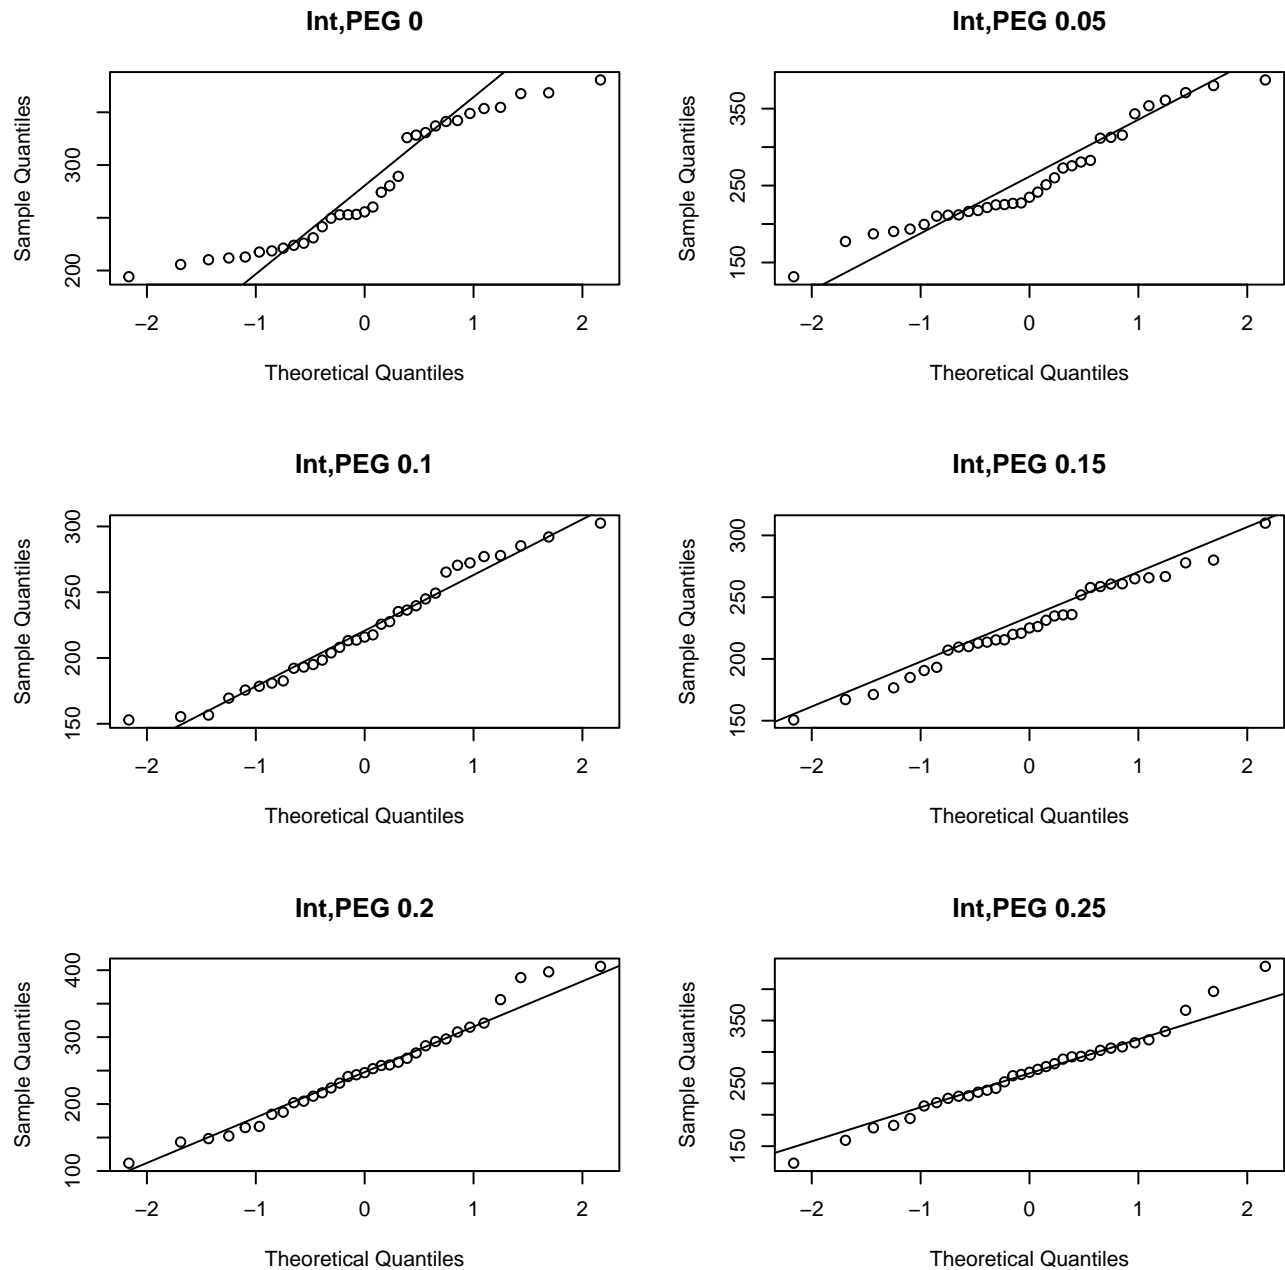 Int,PEG 0
Sample Quantiles
200
300
−2
−1
0
1
2
Theoretical Quantiles
Int,PEG 0.05
Sample Quantiles
150
250
350
−2
−1
0
1
2
Theoretical Quantiles
Int,PEG 0.1
Sample Quantiles
150
200
250
300
−2
−1
0
1
2
Theoretical Quantiles
Int,PEG 0.15
Sample Quantiles
150
200
250
300
−2
−1
0
1
2
Theoretical Quantiles
Int,PEG 0.2
Sample Quantiles
100
200
300
400
−2
−1
0
1
2
Theoretical Quantiles
Int,PEG 0.25
Sample Quantiles
150
250
350
−2
−1
0
1
2
Theoretical Quantiles